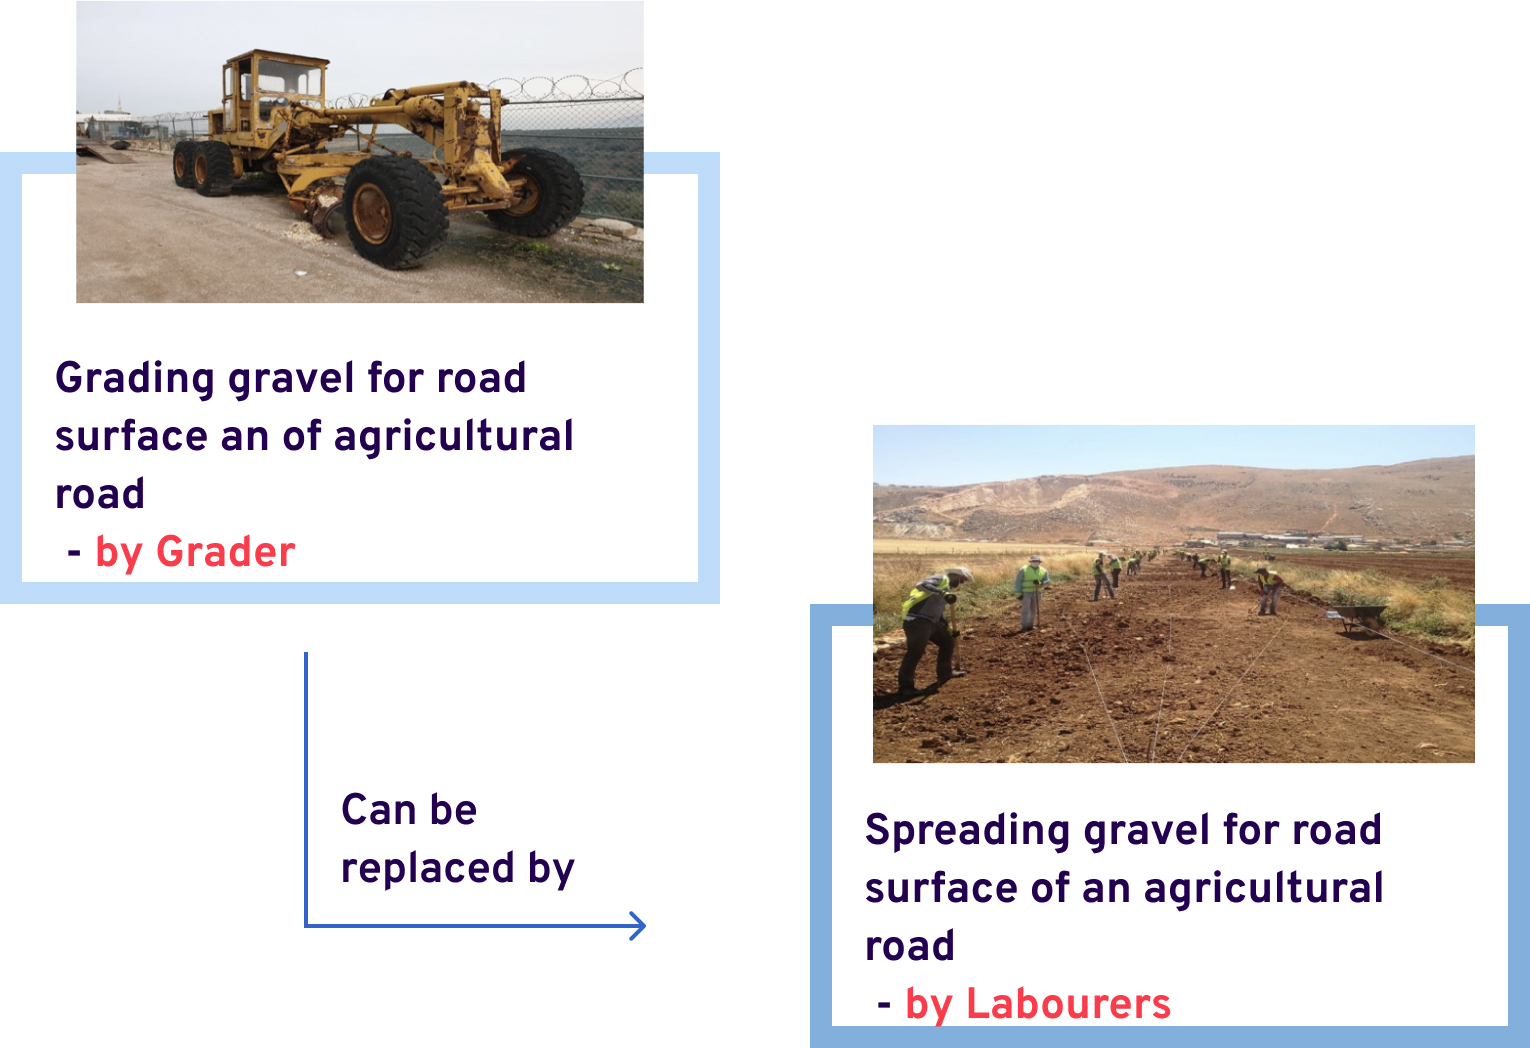 Grading gravel for road
surface an of agricultural
road
- by Grader
Can be
replaced by
Spreading gravel for road
surface of an agricultural
road
- by Labourers